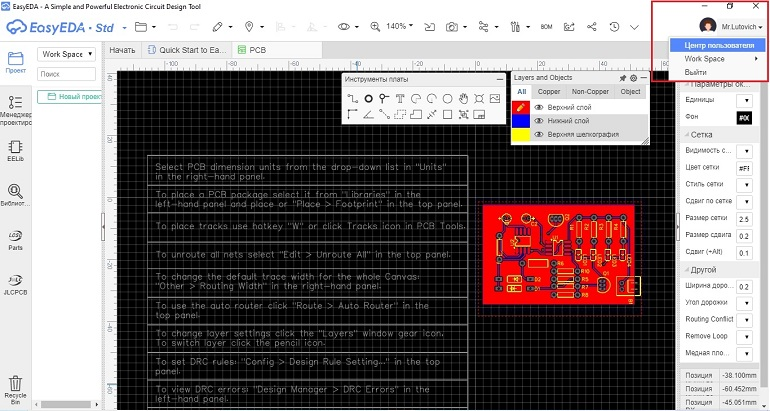 EasyEDA - A Simple and Powerful Electronic Circuit Design Tool
EasyEDA · Std
140%
Mr.Lutovich
Центр пользователя
Work Space
Выйти
Проект
Менеджер
проектирс
EELib
Библиот...
Parts
JLCPCB
Recycle
Bin
Work Space
Поиск
Новый проект
Начать
Quick Start to Ea...
PCB
Инструменты платы
Layers and Objects
All
Copper
Non-Copper
Object
Верхний слой
Нижний слой
Верхняя шелкография
Select PCB dimension units from the drop-down list in "Units"
in the right-hand panel.
To place a PCB package select it from "Libraries" in the
left-hand panel and place or "Place > Footprint" in the top panel.
To place tracks use hotkey "W" or click Tracks icon in PCB Tools.
To unroute all nets select "Edit > Unroute All" in the top panel.
To change the default trace width for the whole Canvas:
"Other > Routing Width" in the right-hand panel.
To use the auto router click "Route > Auto Router" in the
top panel.
To change layer settings click the "Layers" window gear icon.
To switch layer click the pencil icon.
To set DRC rules: "Config > Design Rule Setting..." in the top
panel.
To view DRC errors: "Design Manager > DRC Errors" in the
left-hand panel.
Параметры ок
Единицы
Фон
#00
Сетка
Видимость с...
Цвет сетки
#FF
Стиль сетки
Сдвиг по сетке
Размер сетки
2.5
Размер сдвига
0.2
Сдвиг (+Alt)
0.1
Другой
Ширина доро...
0.2
Угол дорожки
Routing Conflict
Remove Loop
Медная пло...
Позиция
-38.100mm
Позиция
-60.452mm
Позиция
-45.051mm